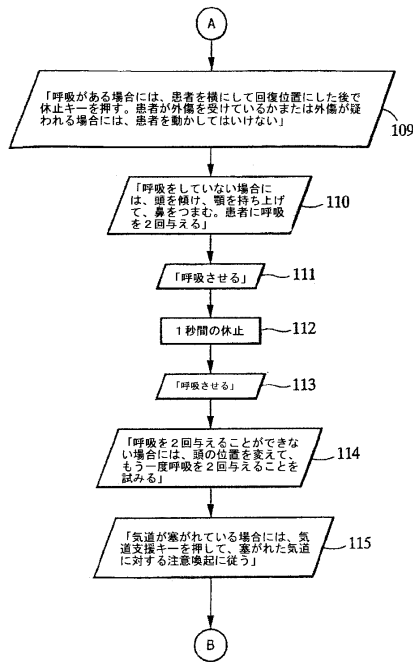 A
「呼吸がある場合には、患者を横にして回復位置にした後で
休止キーを押す。患者が外傷を受けているかまたは外傷が疑
われる場合には、患者を動かしてはいけない」
109
「呼吸をしていない場合に
は、頭を傾け、顎を持ち上げ
て、鼻をつまむ。患者に呼吸
を2回与える」
110
「呼吸させる」
111
1秒間の休止
112
「呼吸させる」
113
「呼吸を2回与えることができな
い場合には、頭の位置を変えて、
もう一度呼吸を2回与えることを
試みる」
114
「気道が塞がれている場合には、気
道支援キーを押して、塞がれた気道
に対する注意喚起に従う」
115
B